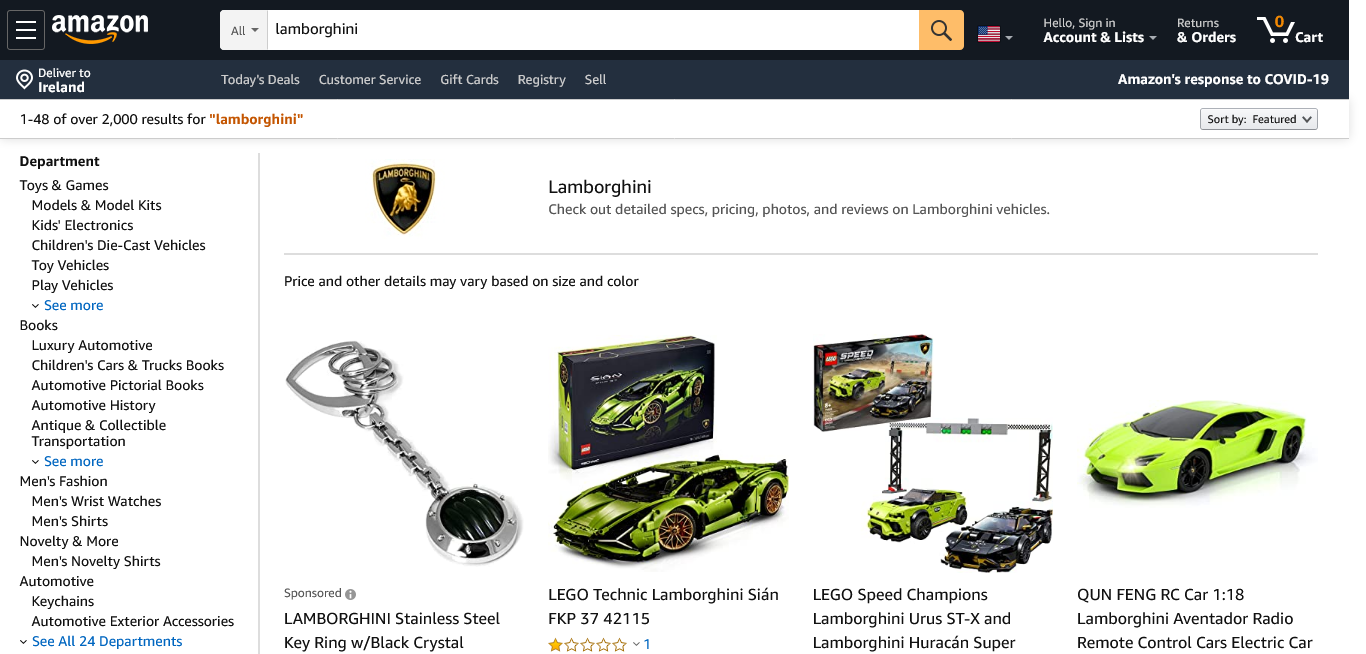 amazon
All
lamborghini
Hello, Sign in
Account & Lists
Returns
& Orders
0
Cart
Deliver to
Ireland
Today's Deals
Customer Service
Gift Cards
Registry
Sell
Amazon's response to COVID-19
1-48 of over 2,000 results for "lamborghini"
Sort by: Featured
Department
Toys & Games
Models & Model Kits
Kids' Electronics
Children's Die-Cast Vehicles
Toy Vehicles
Play Vehicles
See more
Books
Luxury Automotive
Children's Cars & Trucks Books
Automotive Pictorial Books
Automotive History
Antique & Collectible
Transportation
See more
Men's Fashion
Men's Wrist Watches
Men's Shirts
Novelty & More
Men's Novelty Shirts
Automotive
Keychains
Automotive Exterior Accessories
See All 24 Departments
LAMBORGHINI
Lamborghini
Check out detailed specs, pricing, photos, and reviews on Lamborghini vehicles.
Price and other details may vary based on size and color
Sponsored
LAMBORGHINI Stainless Steel
Key Ring w/Black Crystal
SIÁN
LEGO
LEGO Technic Lamborghini Sián
FKP 37 42115
1
LEGO
SPEED
LEGO Speed Champions
Lamborghini Urus ST-X and
Lamborghini Huracán Super
QUN FENG RC Car 1:18
Lamborghini Aventador Radio
Remote Control Cars Electric Car